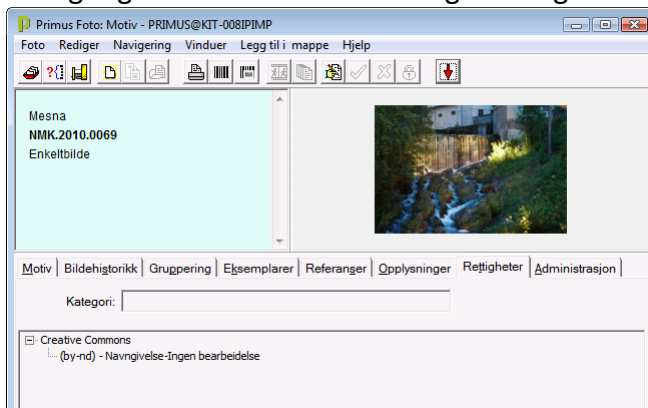 Primus Foto: Motiv - PRIMUS@KIT-008IPIMP
Foto Rediger Navigering Vinduer Legg til i mappe Hjelp
Mesna
NMK.2010.0069
Enkeltbilde
Motiv Bildehistorikk Gruppering Eksemplarer Referanser Opplysninger Rettigheter Administrasjon
Kategori:
Creative Commons
(by-nd) - Navngivelse-Ingen bearbeidelse